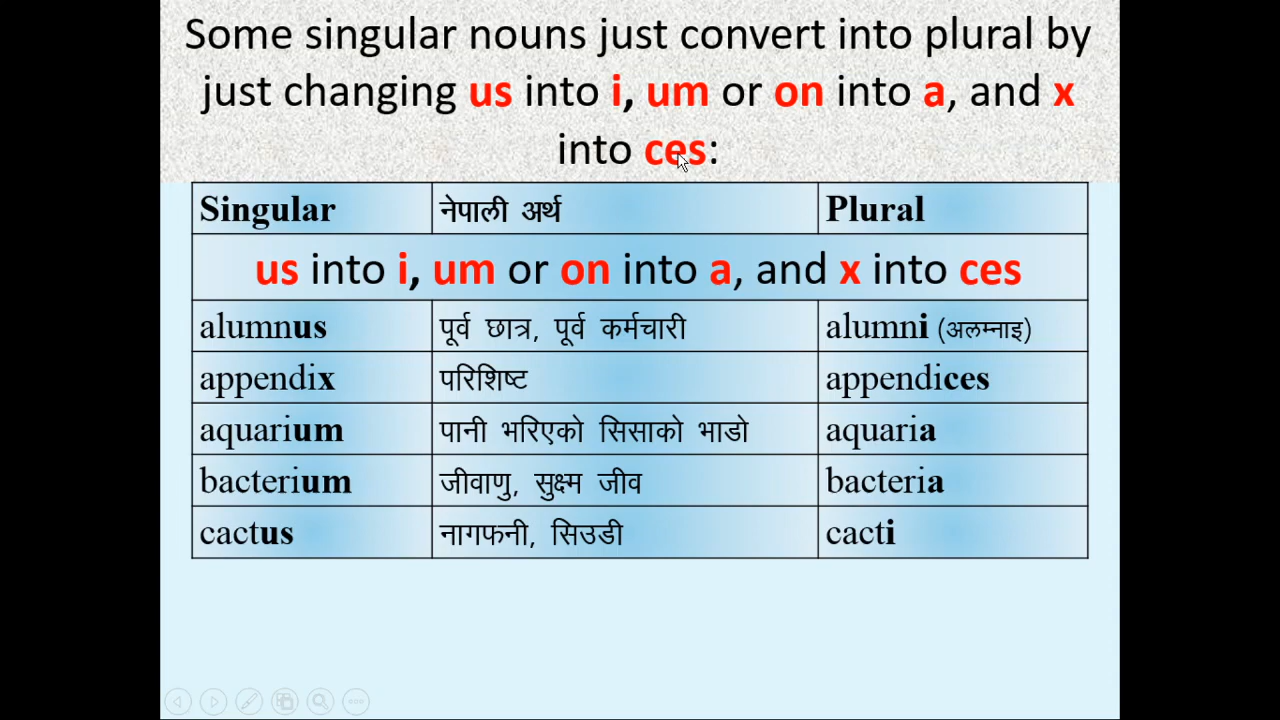 Some singular nouns just convert into plural by
just changing us into i, um or on into a, and x
into ces:
Singular नेपाली अर्थ Plural
us into i, um or on into a, and x into ces
alumnus पूर्व छात्र, पूर्व कर्मचारी alumni (अलम्नाइ)
appendix परिशिष्ट appendices
aquarium पानी भरिएको सिसाको भाडो aquaria
bacterium जीवाणु, सुक्ष्म जीव bacteria
cactus नागफनी, सिउडी cacti